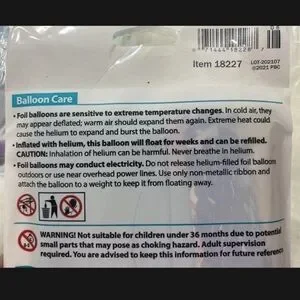 0 71444 18228 7
Item 18227
LOT-202107
©2021 PBC
Balloon Care
• Foil balloons are sensitive to extreme temperature changes. In cold air, they
may appear deflated; warm air should expand them again. Extreme heat could
cause the helium to expand and burst the balloon.
• Inflated with helium, this balloon will float for weeks and can be refilled.
CAUTION: Inhalation of helium can be harmful. Never breathe in helium.
• Foil balloons may conduct electricity. Do not release helium-filled foil balloon
outdoors or use near overhead power lines. Use only non-metallic ribbon and
attach the balloon to a weight to keep it from floating away.
WARNING! Not suitable for children under 36 months due to potential
small parts that may pose as choking hazard. Adult supervision
required. You are advised to keep this information for future reference